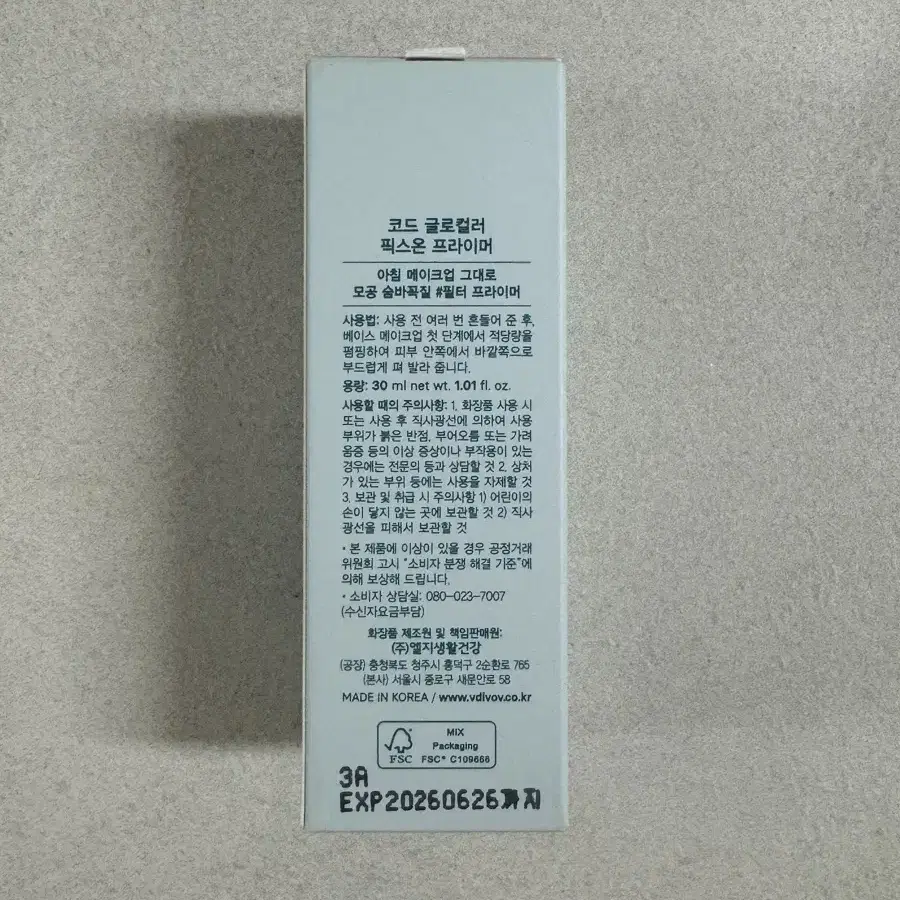 코드 글로컬러
픽스온 프라이머
아침 메이크업 그대로
모공 숨바꼭질 #필터 프라이머
사용법: 사용 전 여러 번 흔들어 준 후,
베이스 메이크업 첫 단계에서 적당량을
펌핑하여 피부 안쪽에서 바깥쪽으로
부드럽게 펴 발라 줍니다.
용량: 30 ml net wt. 1.01 fl. oz.
사용할 때의 주의사항: 1. 화장품 사용 시
또는 사용 후 직사광선에 의하여 사용
부위가 붉은 반점, 부어오름 또는 가려
움증 등의 이상 증상이나 부작용이 있는
경우에는 전문의 등과 상담할 것 2. 상처
가 있는 부위 등에는 사용을 자제할 것
3. 보관 및 취급 시 주의사항 1) 어린이의
손이 닿지 않는 곳에 보관할 것 2) 직사
광선을 피해서 보관할 것
• 본 제품에 이상이 있을 경우 공정거래
위원회 고시 "소비자 분쟁 해결 기준"에
의해 보상해 드립니다.
• 소비자 상담실: 080-023-7007
(수신자요금부담)
화장품 제조원 및 책임판매원:
(주)엘지생활건강
(공장) 충청북도 청주시 흥덕구 2순환로 765
(본사) 서울시 종로구 새문안로 58
MADE IN KOREA / www.vdivov.co.kr
MIX
Packaging
FSC FSC® C109666
3A
EXP20260626까지